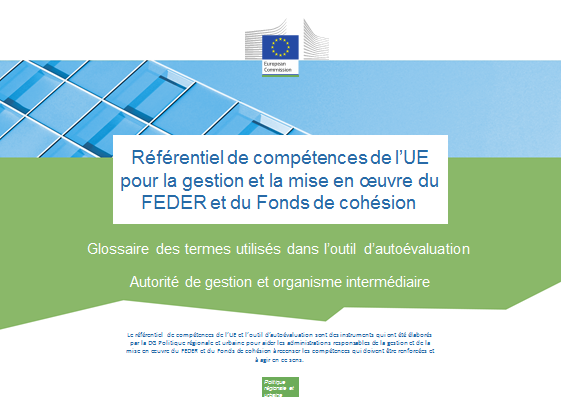 European
Commission
Référentiel de compétences de l’UE
pour la gestion et la mise en œuvre du
FEDER et du Fonds de cohésion
Glossaire des termes utilisés dans l’outil d’autoévaluation
Autorité de gestion et organisme intermédiaire
Le référentiel de compétences de l’UE et l’outil d’autoévaluation sont des instruments qui ont été élaborés
par la DG Politique régionale et urbaine pour aider les administrations responsables de la gestion et de la
mise en œuvre du FEDER et du Fonds de cohésion à recenser les compétences qui doivent être renforcées et
à agir en ce sens.
Politique
régionale et
urbaine